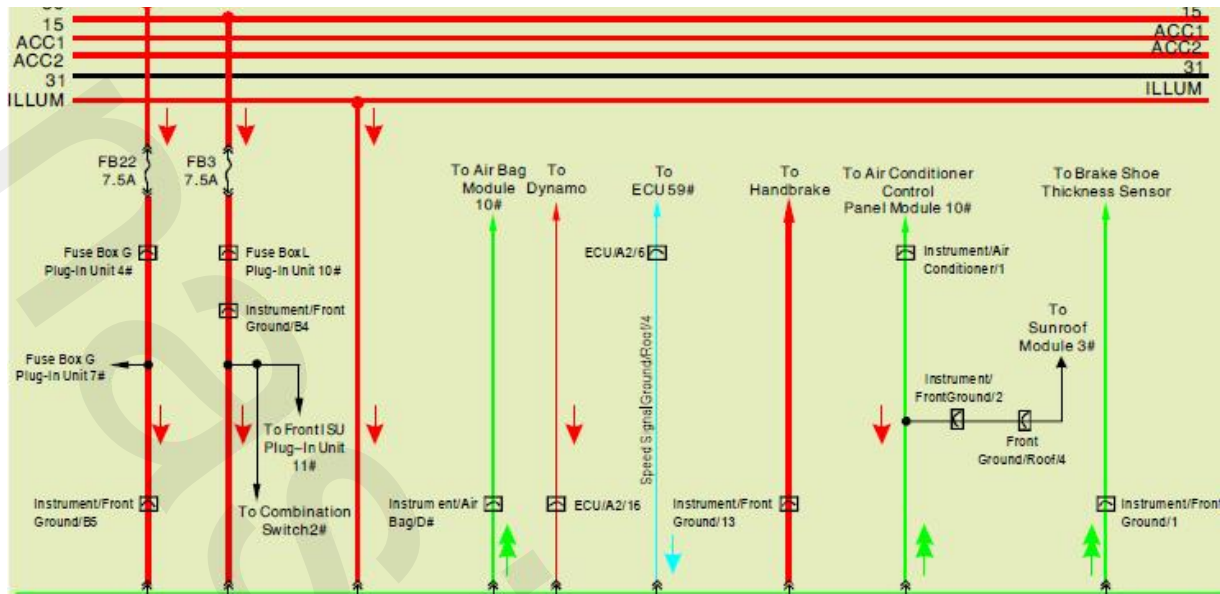 15
ACC1
ACC2
31
ILLUM
15
ACC1
ACC2
31
ILLUM
FB22
7.5A
FB3
7.5A
To Air Bag
Module
10#
To
Dynamo
To
ECU 59#
To
Handbrake
To Air Conditioner
Control
Panel Module 10#
To Brake Shoe
Thickness Sensor
Fuse Box G
Plug-In Unit 4#
Fuse Box L
Plug-In Unit 10#
ECU/A2/6
Instrument/Air
Conditioner/1
Instrument/Front
Ground/B4
To
Sunroof
Module 3#
Fuse Box G
Plug-In Unit 7#
Speed Signal Ground/Roof/4
Instrument/
FrontGround/2
Front
Ground/Roof/4
To Front ISU
Plug-In Unit
11#
Instrument/Front
Ground/B5
To Combination
Switch2#
Instrument/Air
Bag/D#
ECU/A2/16
Instrument/Front
Ground/13
Instrument/Front
Ground/1